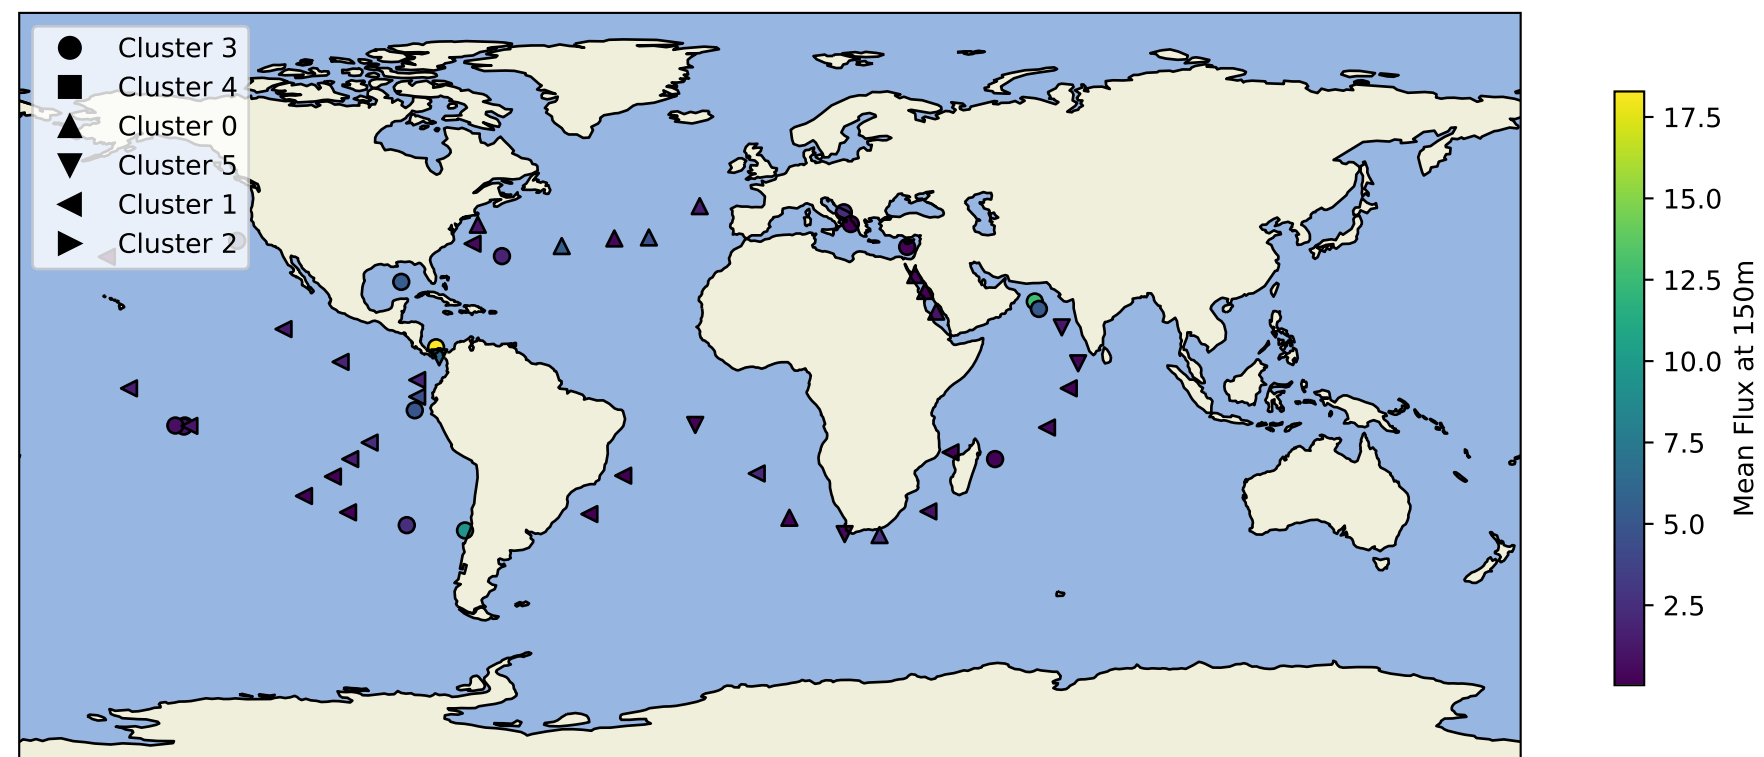 Cluster 3
Cluster 4
Cluster 0
Cluster 5
Cluster 1
Cluster 2
17.5
15.0
12.5
10.0
7.5
5.0
2.5
Mean Flux at 150m